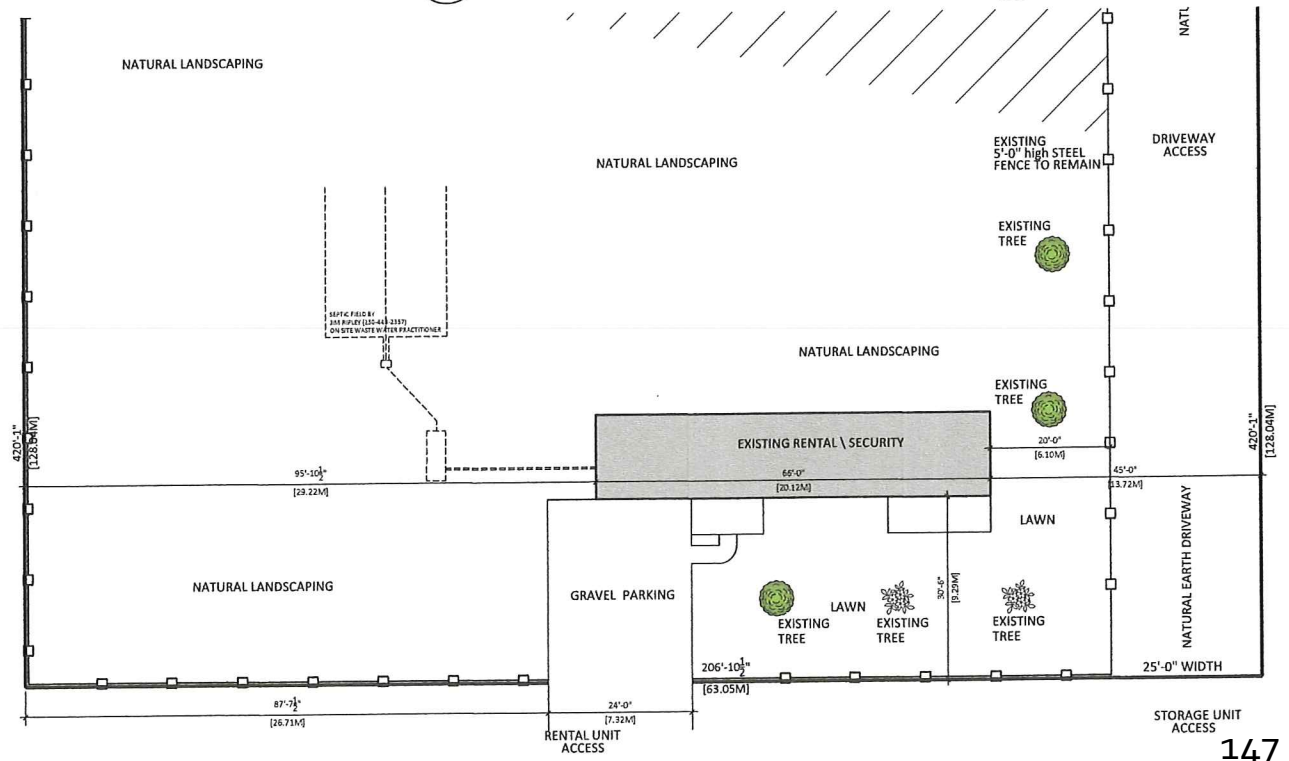 NATURAL LANDSCAPING
DRIVEWAY
ACCESS
EXISTING
5'-0" high STEEL
FENCE TO REMAIN
NATURAL LANDSCAPING
EXISTING
TREE
SEPTIC FIELD BY
ON SITE WASTE WATER PRACTITIONER
NATURAL LANDSCAPING
EXISTING
TREE
420'-1"
[128.04M]
EXISTING RENTAL \ SECURITY
20'-0"
[6.10M]
420'-1"
[128.04M]
95'-10½"
[29.22M]
66'-0"
[20.12M]
45'-0"
[13.72M]
LAWN
NATURAL EARTH DRIVEWAY
NATURAL LANDSCAPING
GRAVEL PARKING
30'-6"
[9.29M]
LAWN
EXISTING
TREE
EXISTING
TREE
EXISTING
TREE
206'-10½"
[63.05M]
25'-0" WIDTH
87'-7½"
[26.71M]
24'-0"
[7.32M]
RENTAL UNIT
ACCESS
STORAGE UNIT
ACCESS
147